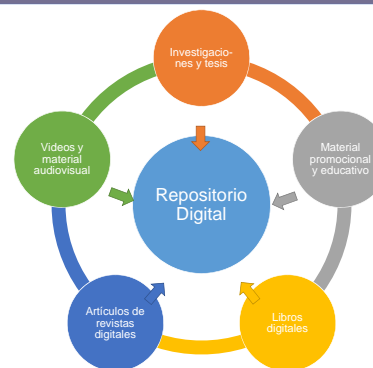 Investigacio-
nes y tesis
Videos y
material
audiovisual
Material
promocional
y educativo
Repositorio
Digital
Artículos de
revistas
digitales
Libros
digitales